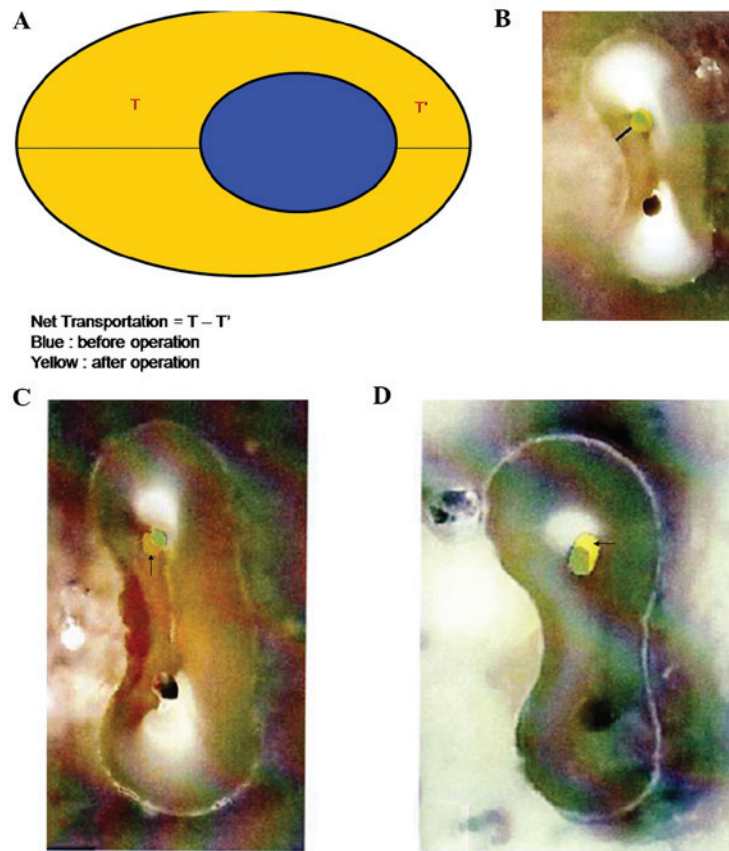 A
B
T
T'
Net Transportation = T – T'
Blue : before operation
Yellow : after operation
C
D